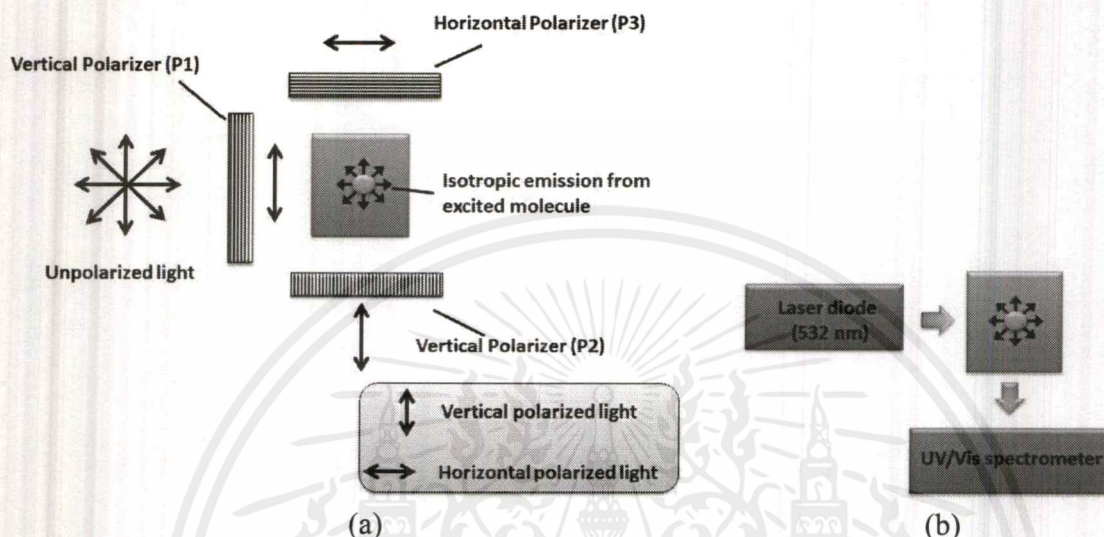 Horizontal Polarizer (P3)
Vertical Polarizer (P1)
Isotropic emission from
excited molecule
Unpolarized light
Laser diode
(532 nm)
Vertical Polarizer (P2)
Vertical polarized light
UV/Vis spectrometer
Horizontal polarized light
(a)
(b)